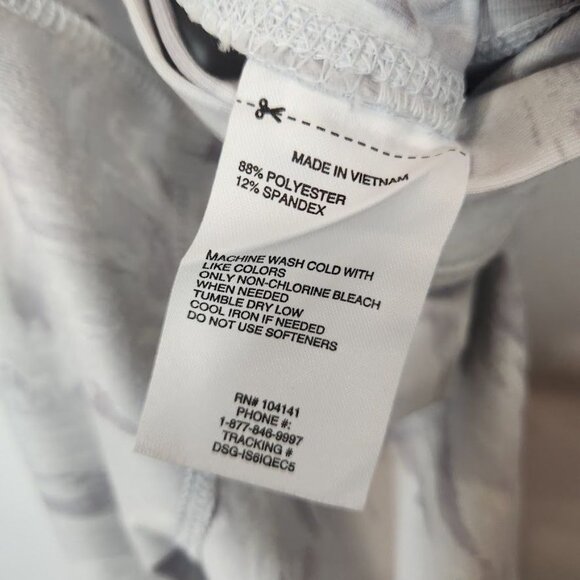 MADE IN VIETNAM
88% POLYESTER
12% SPANDEX
MACHINE WASH COLD WITH
LIKE COLORS
ONLY NON-CHLORINE BLEACH
WHEN NEEDED
TUMBLE DRY LOW
COOL IRON IF NEEDED
DO NOT USE SOFTENERS
RN# 104141
PHONE #:
1-877-846-9997
TRACKING #
DSG-IS6IQEC5